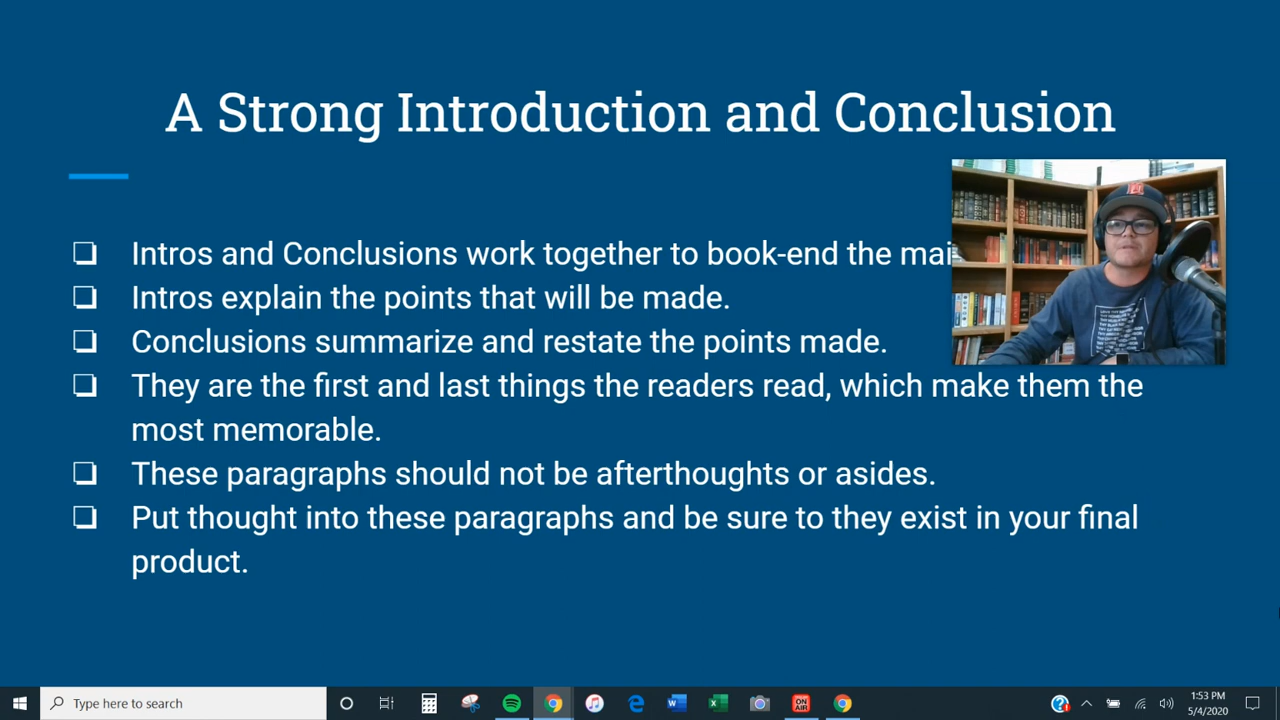 A Strong Introduction and Conclusion
Intros and Conclusions work together to book-end the
Intros explain the points that will be made.
Conclusions summarize and restate the points made.
They are the first and last things the readers read, which make them the
most memorable.
These paragraphs should not be afterthoughts or asides.
Put thought into these paragraphs and be sure to they exist in your final
product.
Type here to search
ON
AIR
1:53 PM
5/4/2020